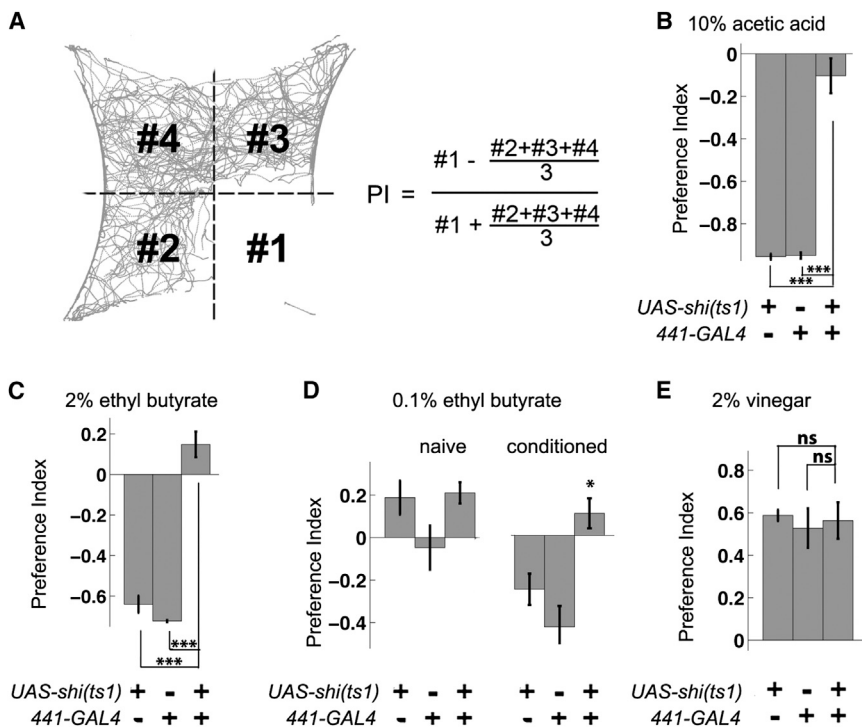 A
#4
#3
#2
#1
PI =
#1 - #2+#3+#4
3
#1 + #2+#3+#4
3
B 10% acetic acid
Preference Index
0
−0.2
−0.4
−0.6
−0.8
***
***
UAS-shi(ts1) + - +
441-GAL4 - + +
C 2% ethyl butyrate
Preference Index
0.2
0
−0.2
−0.4
−0.6
***
***
UAS-shi(ts1) + - +
441-GAL4 - + +
D 0.1% ethyl butyrate
naive conditioned
Preference Index
0.2
0
−0.2
−0.4
*
UAS-shi(ts1) + - + + - +
441-GAL4 - + + - + +
E 2% vinegar
Preference Index
ns
ns
0.8
0.6
0.4
0.2
0
UAS-shi(ts1) + - +
441-GAL4 - + +